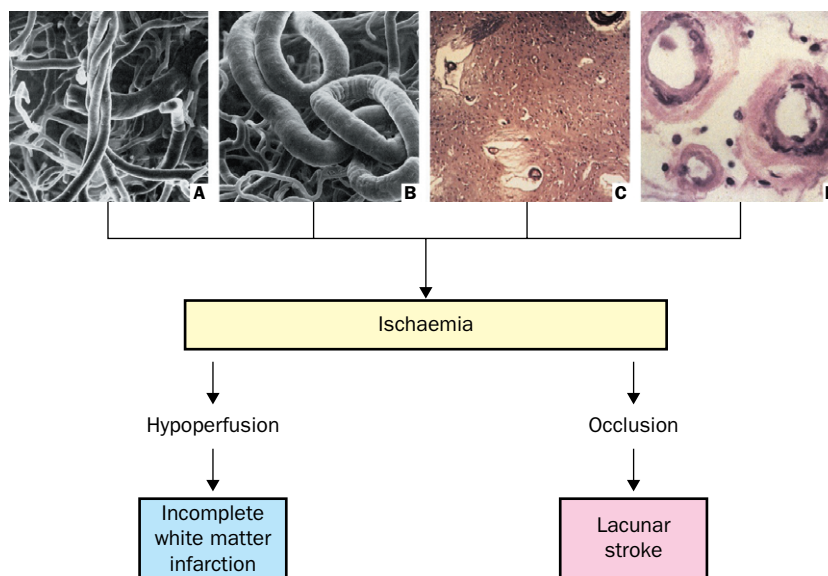 A
B
C
Ischaemia
Hypoperfusion
Occlusion
Incomplete
white matter
infarction
Lacunar
stroke